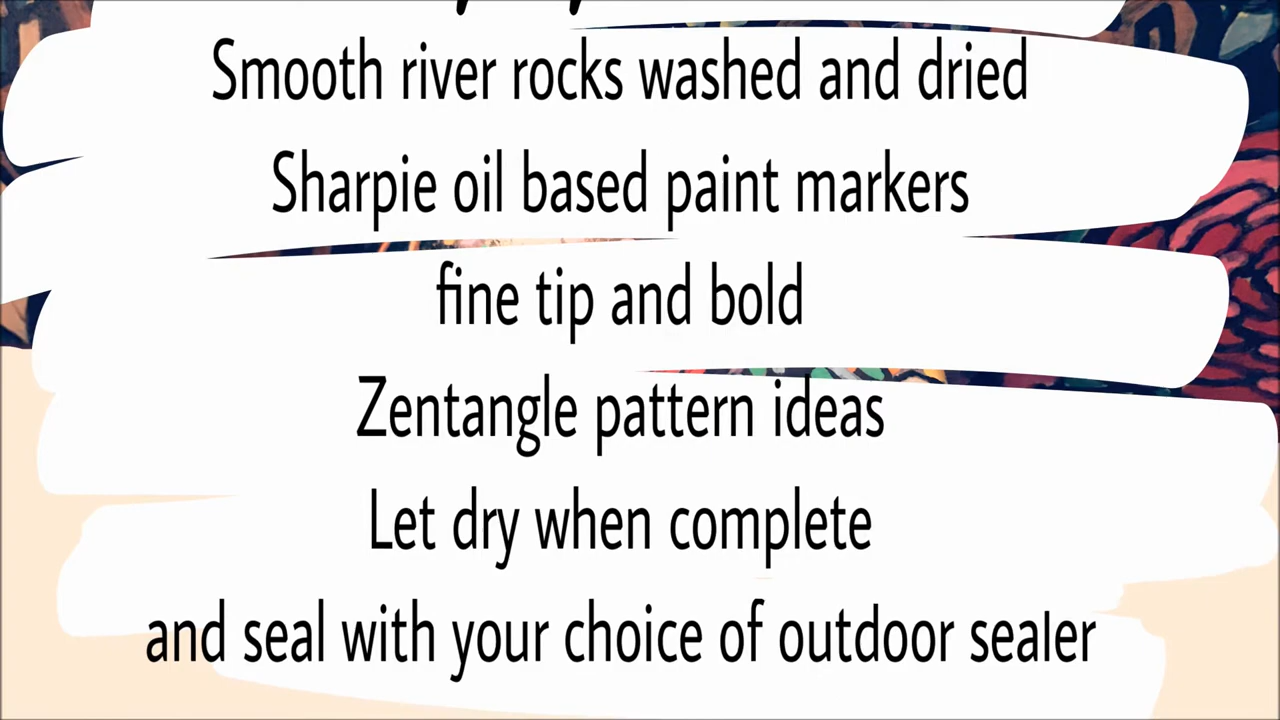 Smooth river rocks washed and dried
Sharpie oil based paint markers
fine tip and bold
Zentangle pattern ideas
Let dry when complete
and seal with your choice of outdoor sealer